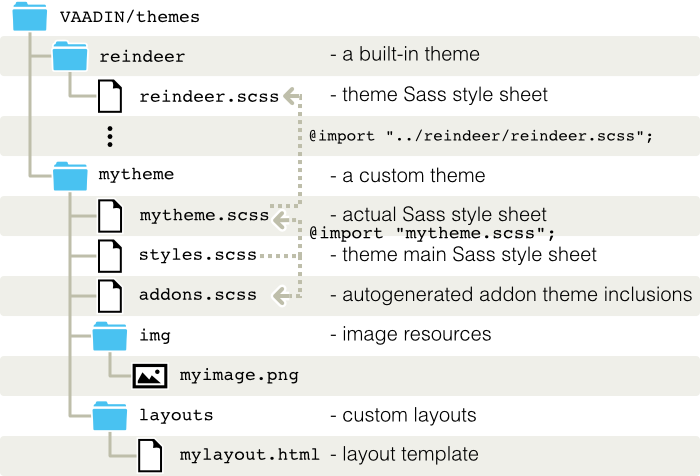 VAADIN/themes
reindeer - a built-in theme
reindeer.scss - theme Sass style sheet
@import "../reindeer/reindeer.scss";
mytheme - a custom theme
mytheme.scss - actual Sass style sheet
@import "mytheme.scss";
styles.scss - theme main Sass style sheet
addons.scss - autogenerated addon theme inclusions
img - image resources
myimage.png
layouts - custom layouts
mylayout.html - layout template